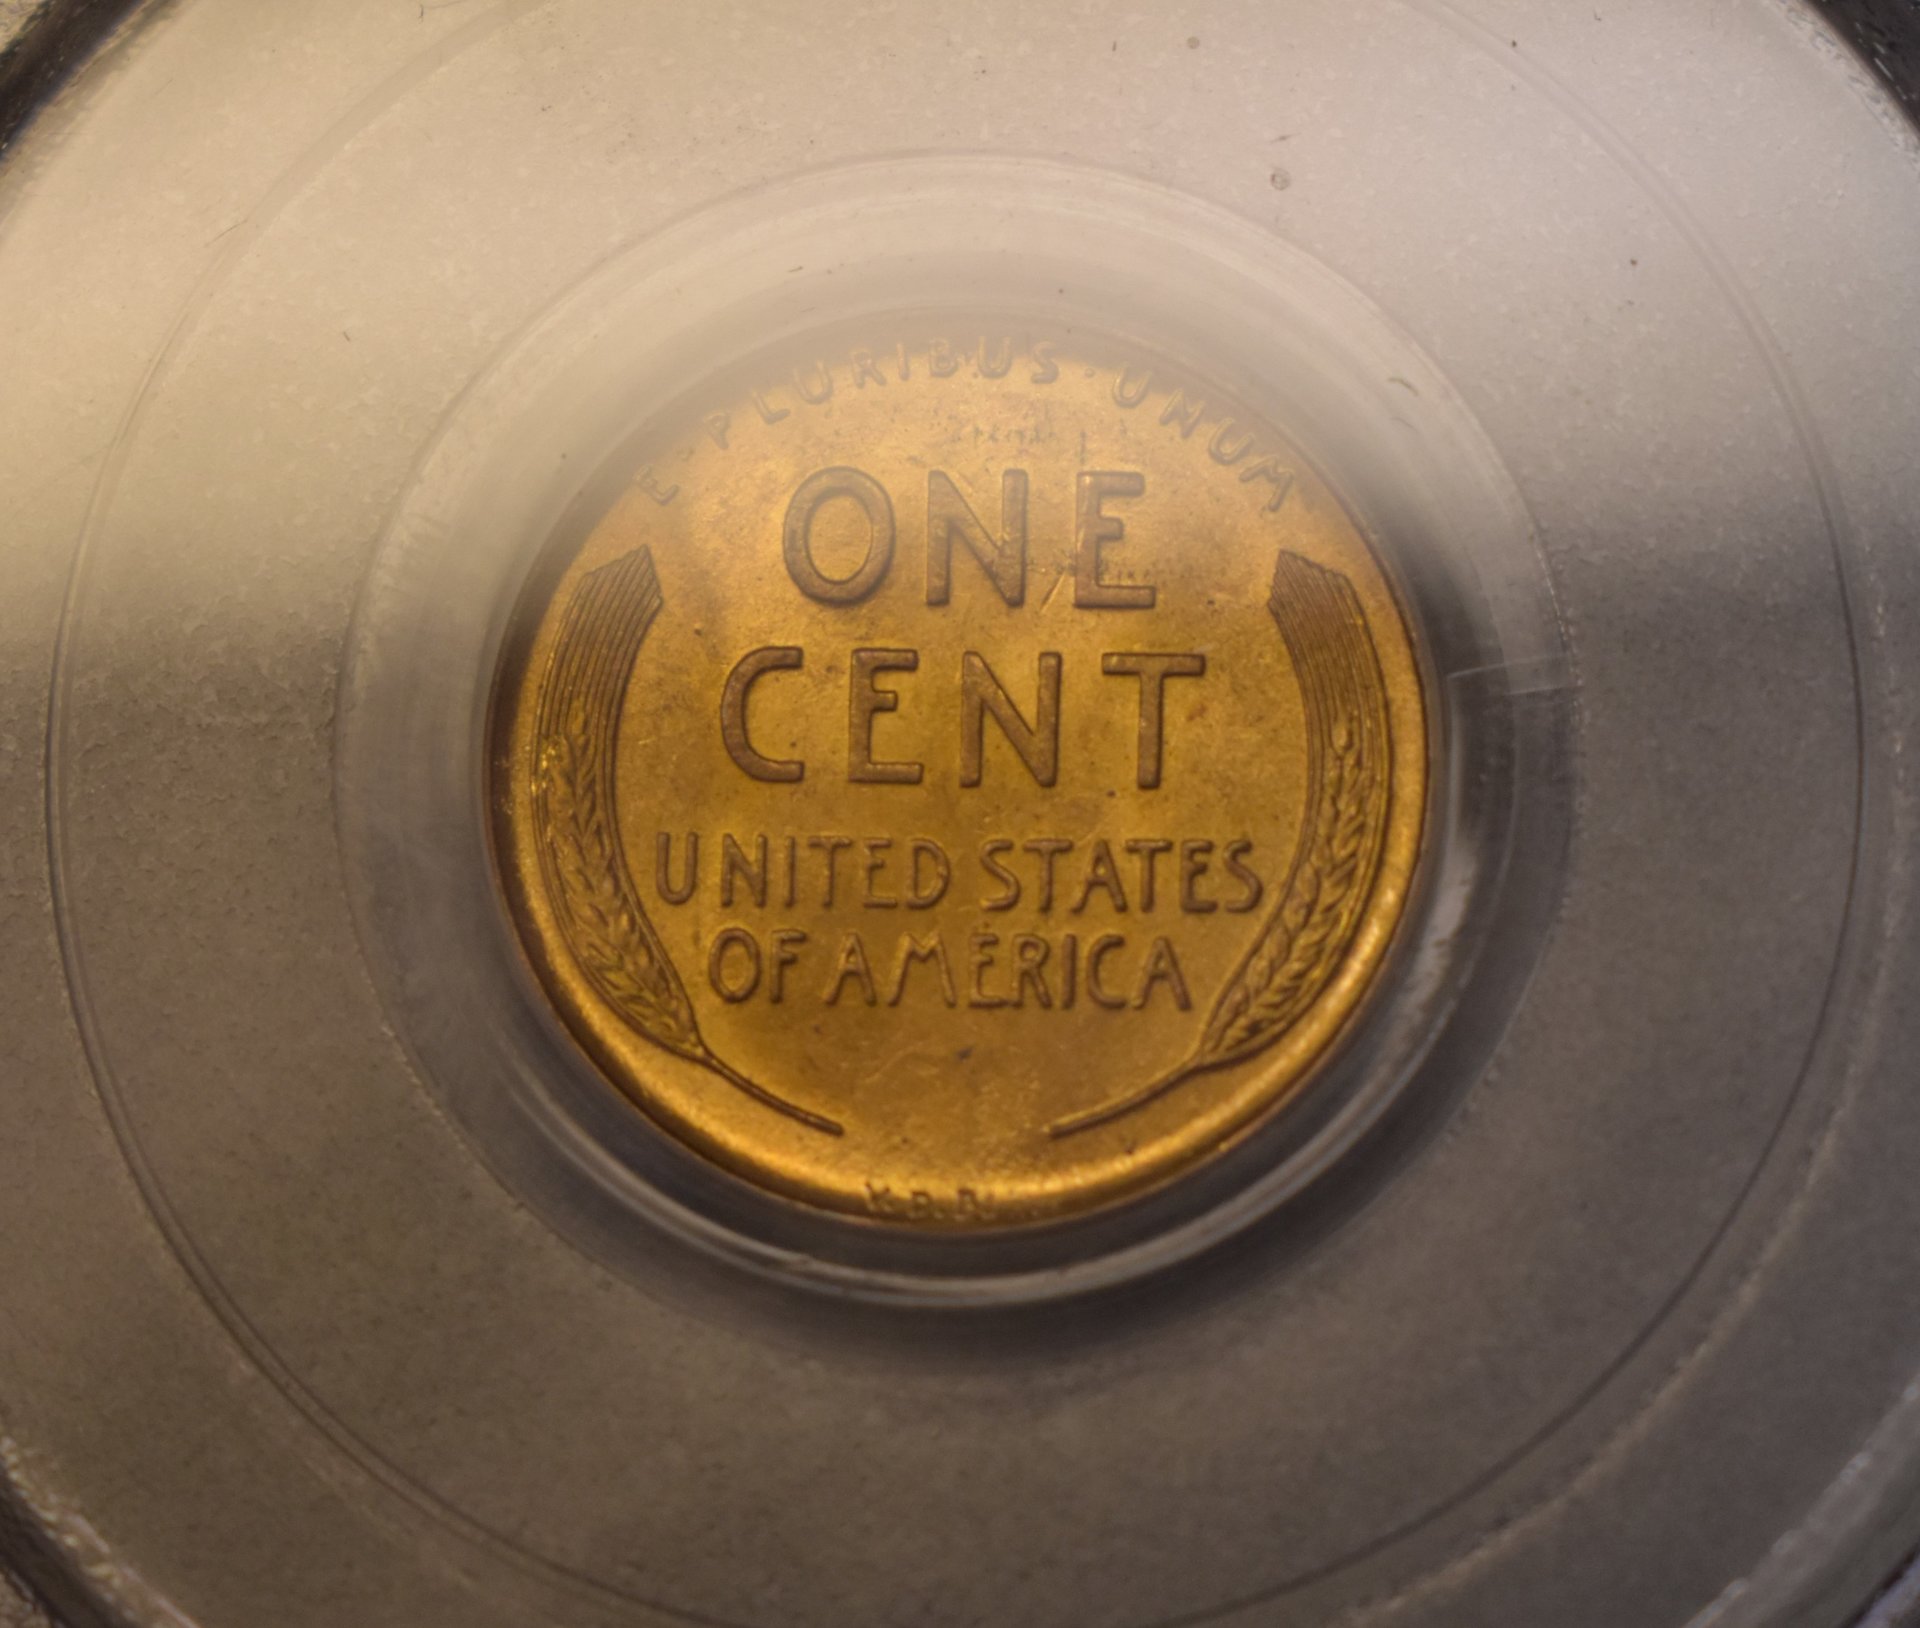 E·PLURIBUS·UNUM
ONE
CENT
UNITED STATES
OF AMERICA
V.D.B.